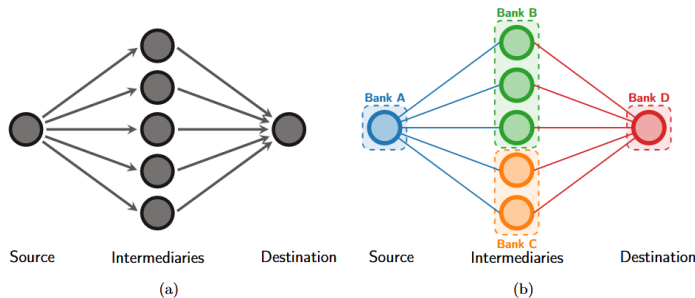 Source Intermediaries Destination
(a)
Bank B
Bank A
Bank D
Bank C
Source Intermediaries Destination
(b)